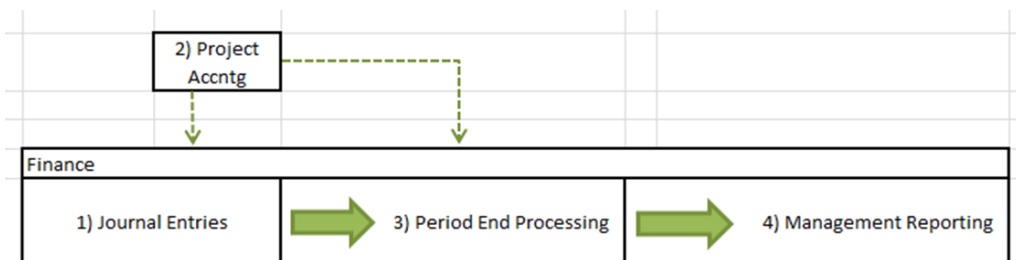 2) Project
Accntg
Finance
1) Journal Entries
3) Period End Processing
4) Management Reporting